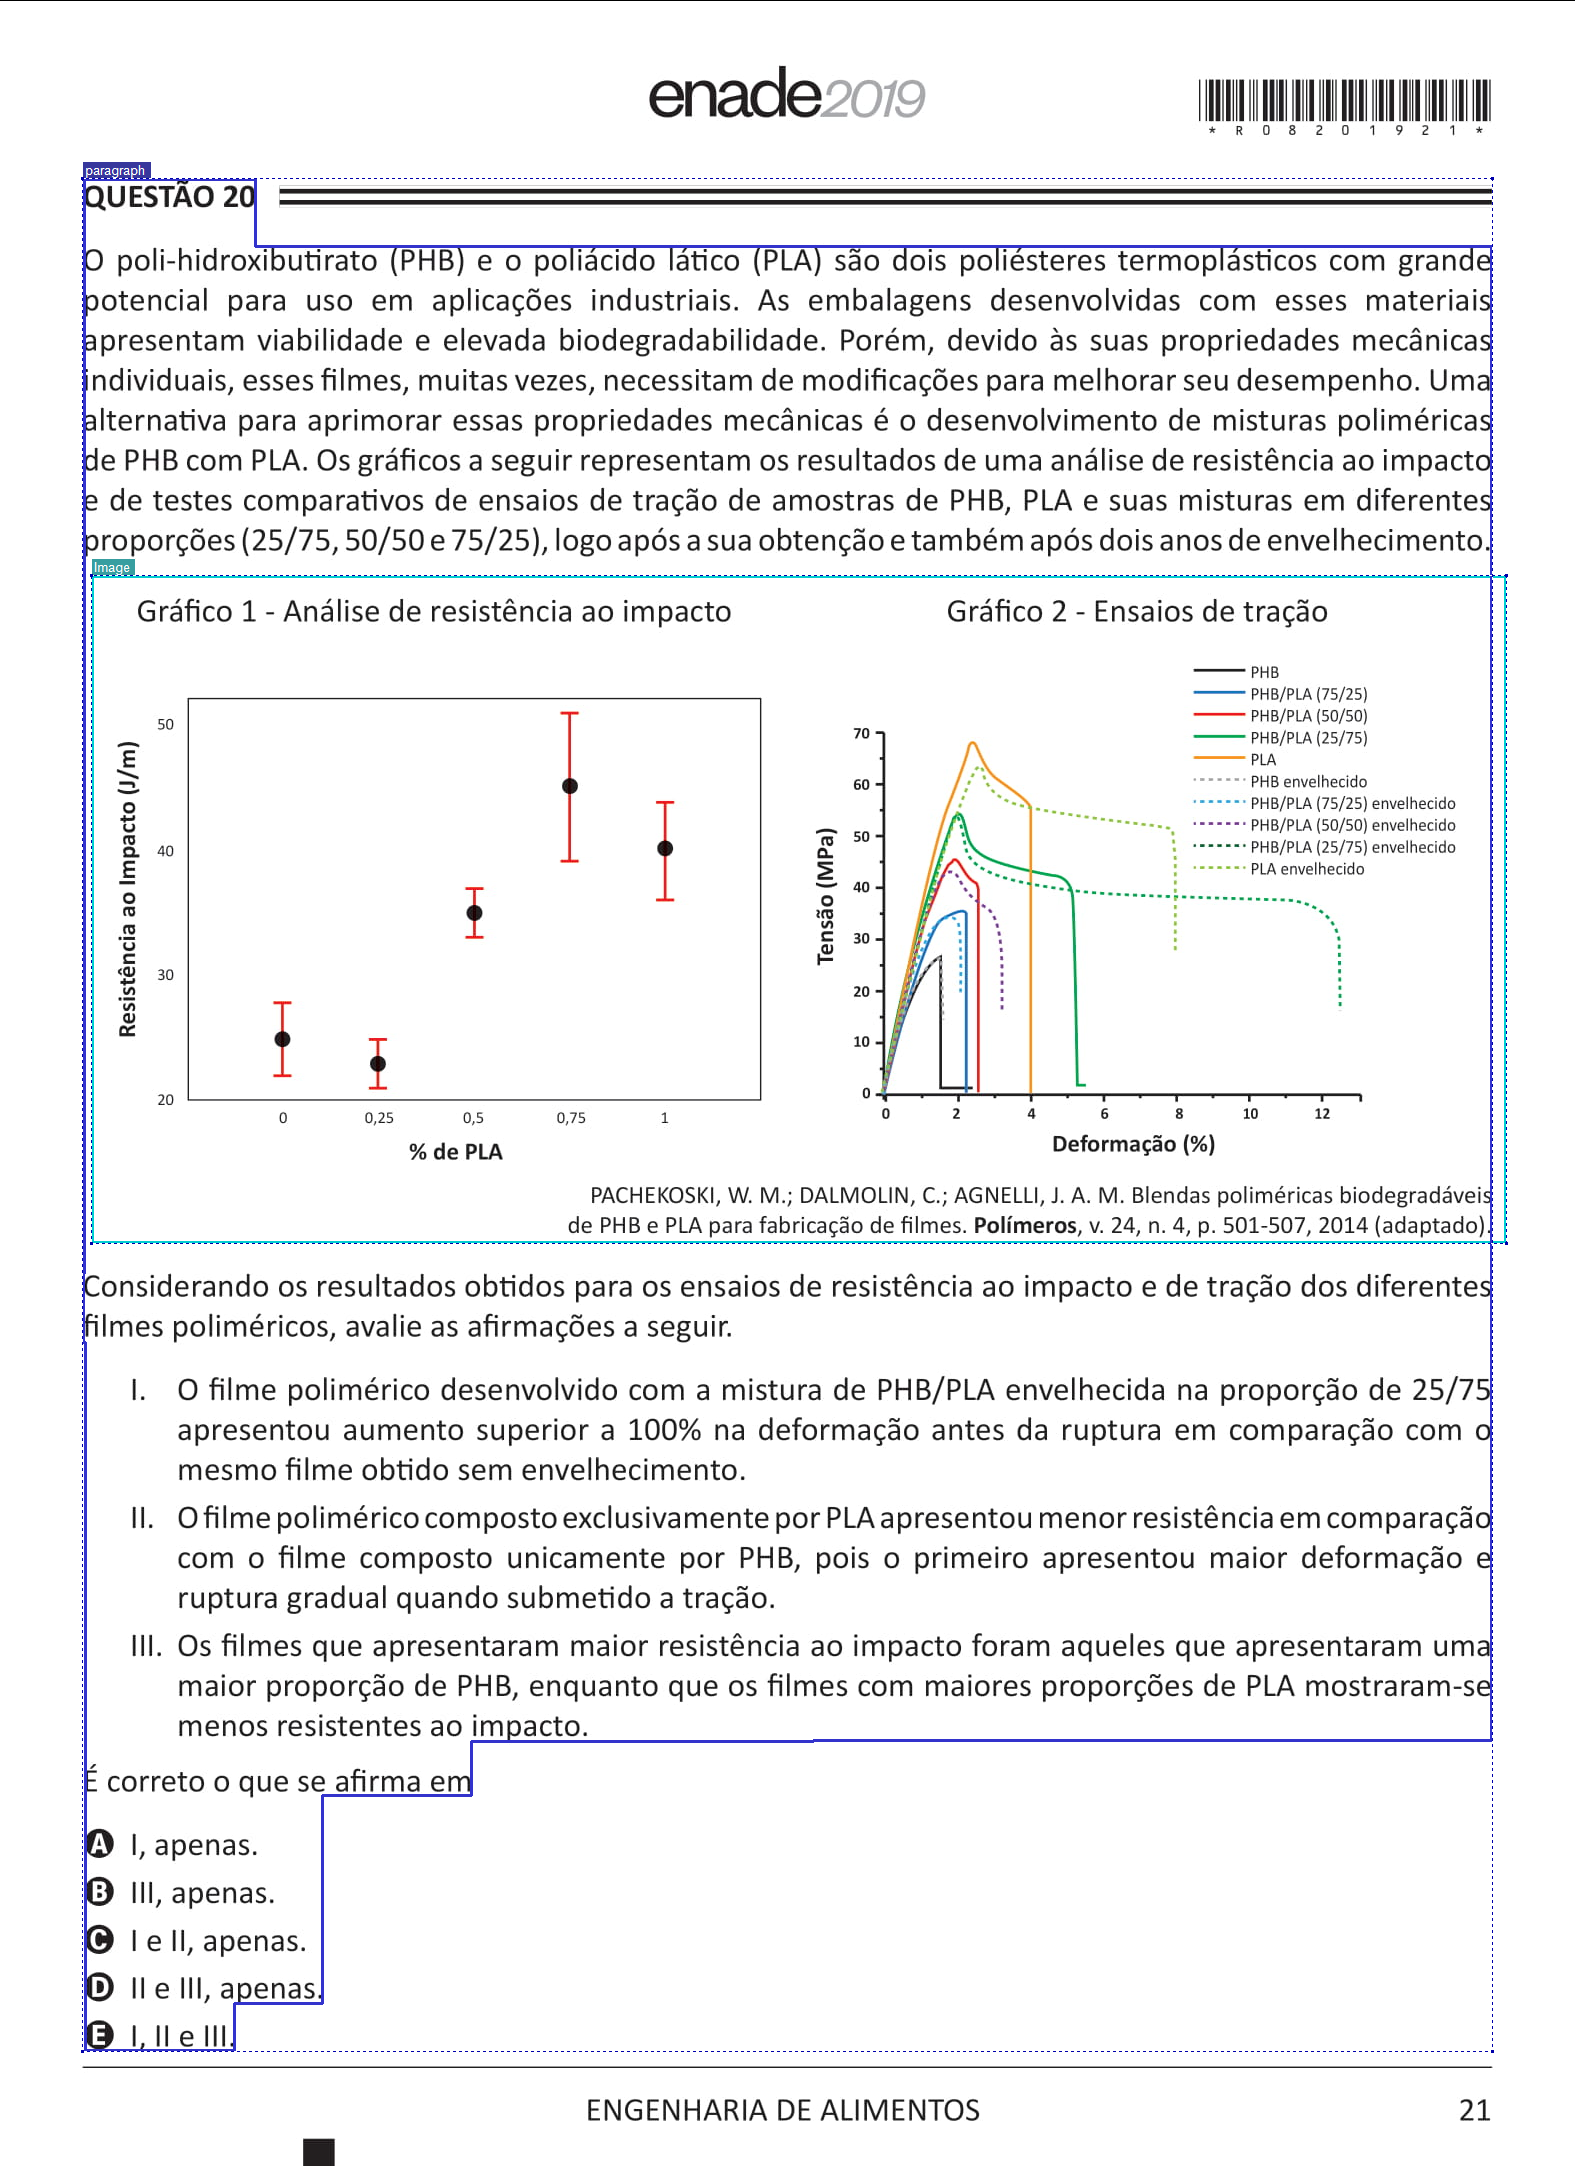 enade2019
* R 0 8 2 0 1 9 2 1 *
paragraph
QUESTÃO 20
O poli-hidroxibutirato (PHB) e o poliácido lático (PLA) são dois poliésteres termoplásticos com grande
potencial para uso em aplicações industriais. As embalagens desenvolvidas com esses materiais
apresentam viabilidade e elevada biodegradabilidade. Porém, devido às suas propriedades mecânicas
individuais, esses filmes, muitas vezes, necessitam de modificações para melhorar seu desempenho. Uma
alternativa para aprimorar essas propriedades mecânicas é o desenvolvimento de misturas poliméricas
de PHB com PLA. Os gráficos a seguir representam os resultados de uma análise de resistência ao impacto
e de testes comparativos de ensaios de tração de amostras de PHB, PLA e suas misturas em diferentes
proporções (25/75, 50/50 e 75/25), logo após a sua obtenção e também após dois anos de envelhecimento.
Image
Gráfico 1 - Análise de resistência ao impacto
50
40
30
20
Resistência ao Impacto (J/m)
0 0,25 0,5 0,75 1
% de PLA
Gráfico 2 - Ensaios de tração
PHB
PHB/PLA (75/25)
PHB/PLA (50/50)
PHB/PLA (25/75)
PLA
PHB envelhecido
PHB/PLA (75/25) envelhecido
PHB/PLA (50/50) envelhecido
PHB/PLA (25/75) envelhecido
PLA envelhecido
70
60
50
40
30
20
10
0
Tensão (MPa)
0 2 4 6 8 10 12
Deformação (%)
PACHEKOSKI, W. M.; DALMOLIN, C.; AGNELLI, J. A. M. Blendas poliméricas biodegradáveis
de PHB e PLA para fabricação de filmes. Polímeros, v. 24, n. 4, p. 501-507, 2014 (adaptado).
Considerando os resultados obtidos para os ensaios de resistência ao impacto e de tração dos diferentes
filmes poliméricos, avalie as afirmações a seguir.
I. O filme polimérico desenvolvido com a mistura de PHB/PLA envelhecida na proporção de 25/75
apresentou aumento superior a 100% na deformação antes da ruptura em comparação com o
mesmo filme obtido sem envelhecimento.
II. O filme polimérico composto exclusivamente por PLA apresentou menor resistência em comparação
com o filme composto unicamente por PHB, pois o primeiro apresentou maior deformação e
ruptura gradual quando submetido a tração.
III. Os filmes que apresentaram maior resistência ao impacto foram aqueles que apresentaram uma
maior proporção de PHB, enquanto que os filmes com maiores proporções de PLA mostraram-se
menos resistentes ao impacto.
É correto o que se afirma em
A I, apenas.
B III, apenas.
C I e II, apenas.
D II e III, apenas.
E I, II e III.
ENGENHARIA DE ALIMENTOS
21